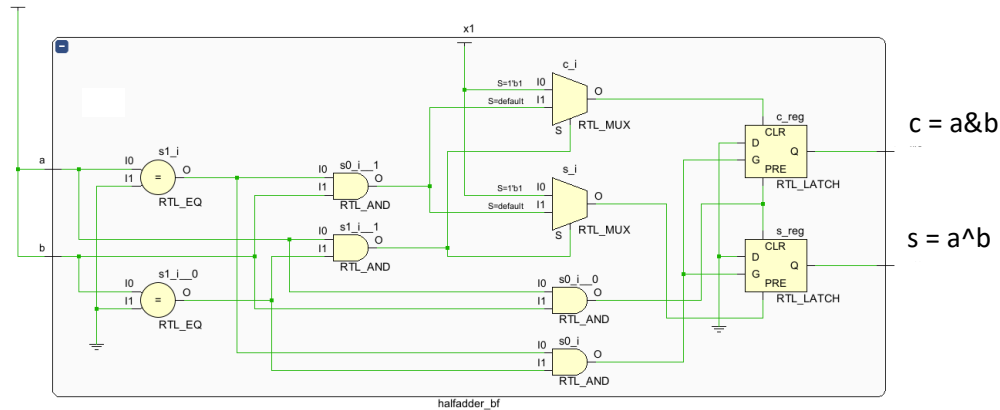 x1
c_i
S=1'b1
I0
O
S=default
I1
S
RTL_MUX
c_reg
CLR
D
Q
G
PRE
RTL_LATCH
c = a&b
a
s1_i
I0
O
I1
=
RTL_EQ
s0_i__1
I0
O
I1
RTL_AND
s_i
S=1'b1
I0
O
S=default
I1
S
RTL_MUX
s1_i__1
I0
O
I1
RTL_AND
b
s_reg
CLR
D
Q
G
PRE
RTL_LATCH
s = a^b
s1_i__0
I0
O
I1
=
RTL_EQ
s0_i__0
I0
O
I1
RTL_AND
s0_i
I0
O
I1
RTL_AND
halfadder_bf